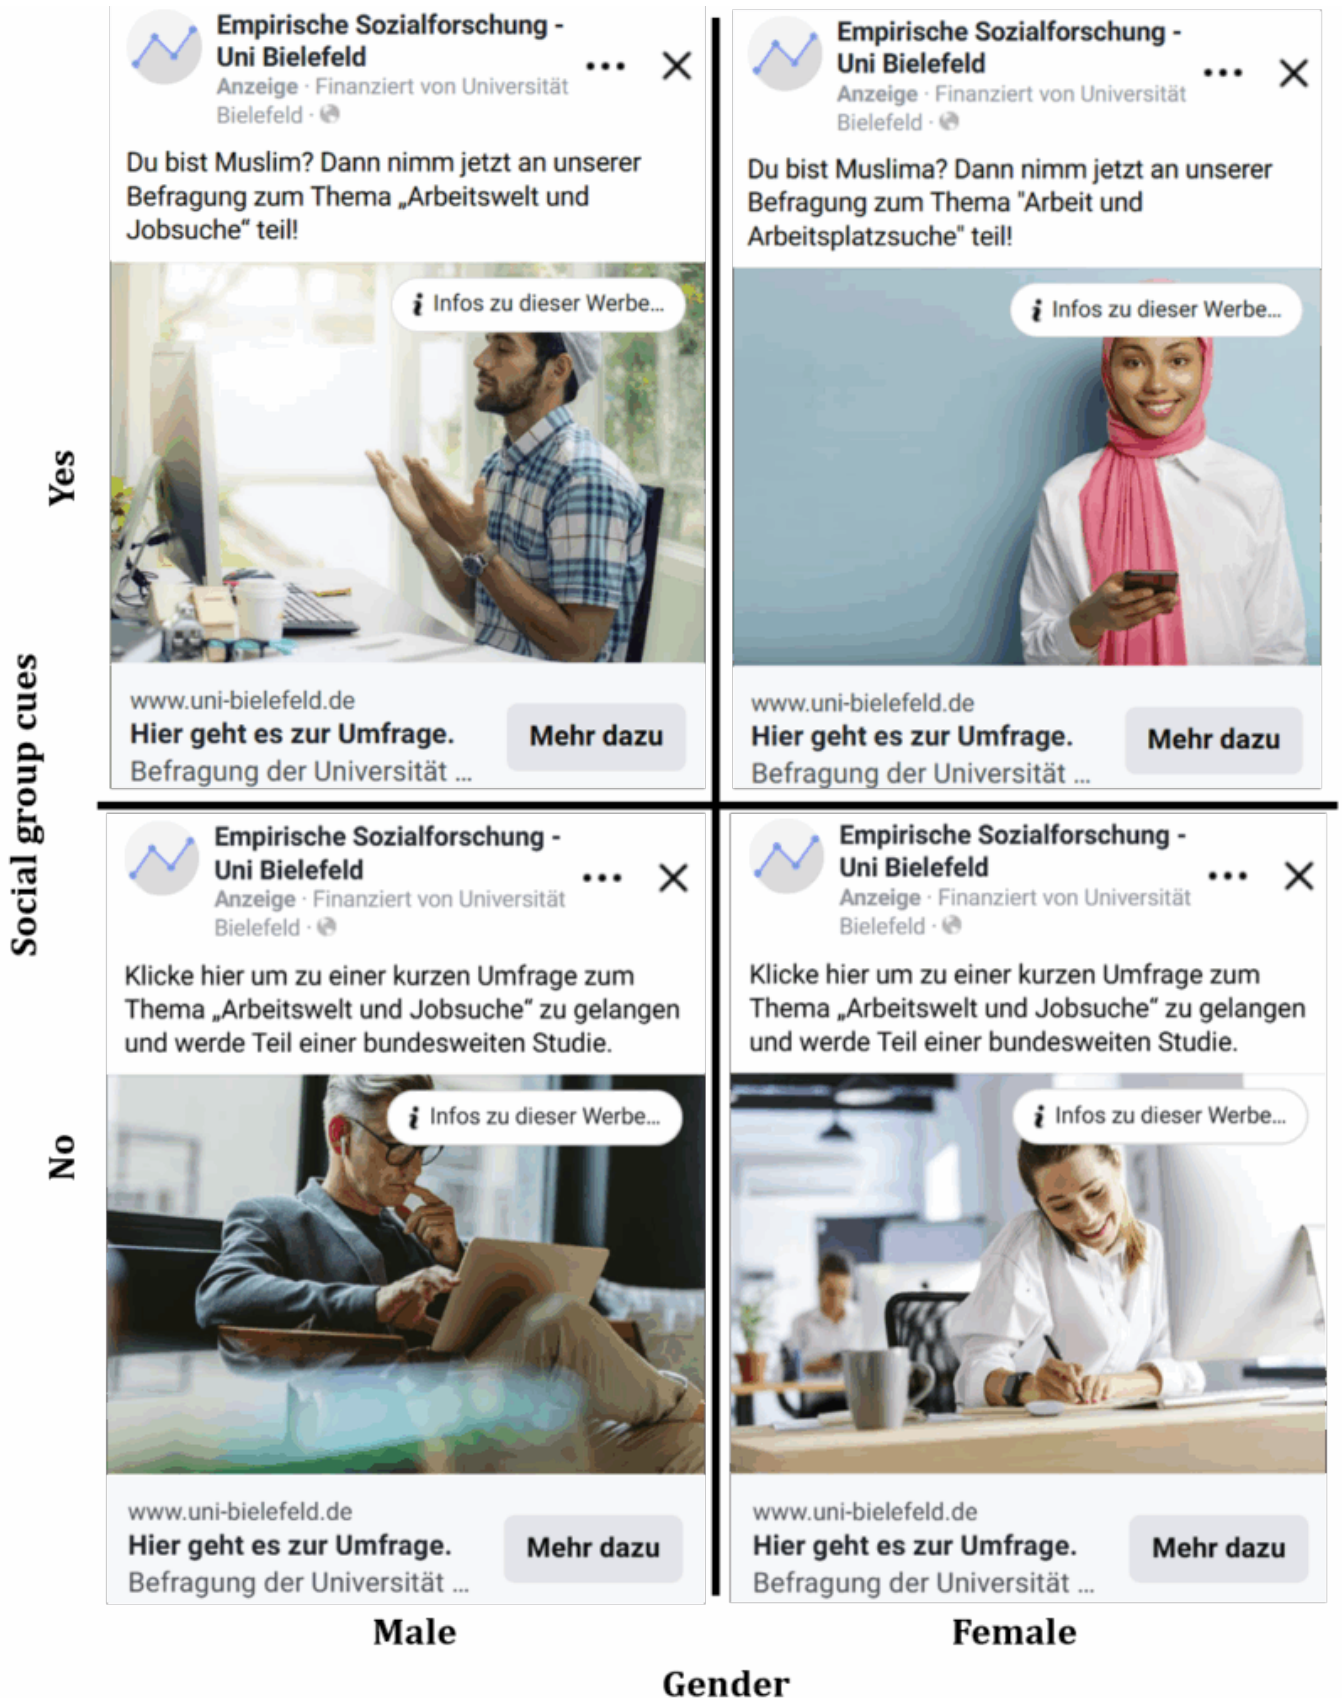 Empirische Sozialforschung -
Uni Bielefeld
Anzeige · Finanziert von Universität
Bielefeld ·
Du bist Muslim? Dann nimm jetzt an unserer
Befragung zum Thema „Arbeitswelt und
Jobsuche“ teil!
i Infos zu dieser Werbe...
www.uni-bielefeld.de
Hier geht es zur Umfrage.
Befragung der Universität ...
Mehr dazu
Empirische Sozialforschung -
Uni Bielefeld
Anzeige · Finanziert von Universität
Bielefeld ·
Du bist Muslima? Dann nimm jetzt an unserer
Befragung zum Thema "Arbeit und
Arbeitsplatzsuche" teil!
i Infos zu dieser Werbe...
www.uni-bielefeld.de
Hier geht es zur Umfrage.
Befragung der Universität ...
Mehr dazu
Yes
Social group cues
Empirische Sozialforschung -
Uni Bielefeld
Anzeige · Finanziert von Universität
Bielefeld ·
Klicke hier um zu einer kurzen Umfrage zum
Thema „Arbeitswelt und Jobsuche“ zu gelangen
und werde Teil einer bundesweiten Studie.
i Infos zu dieser Werbe...
www.uni-bielefeld.de
Hier geht es zur Umfrage.
Befragung der Universität ...
Mehr dazu
Empirische Sozialforschung -
Uni Bielefeld
Anzeige · Finanziert von Universität
Bielefeld ·
Klicke hier um zu einer kurzen Umfrage zum
Thema „Arbeitswelt und Jobsuche“ zu gelangen
und werde Teil einer bundesweiten Studie.
i Infos zu dieser Werbe...
www.uni-bielefeld.de
Hier geht es zur Umfrage.
Befragung der Universität ...
Mehr dazu
No
Male
Female
Gender